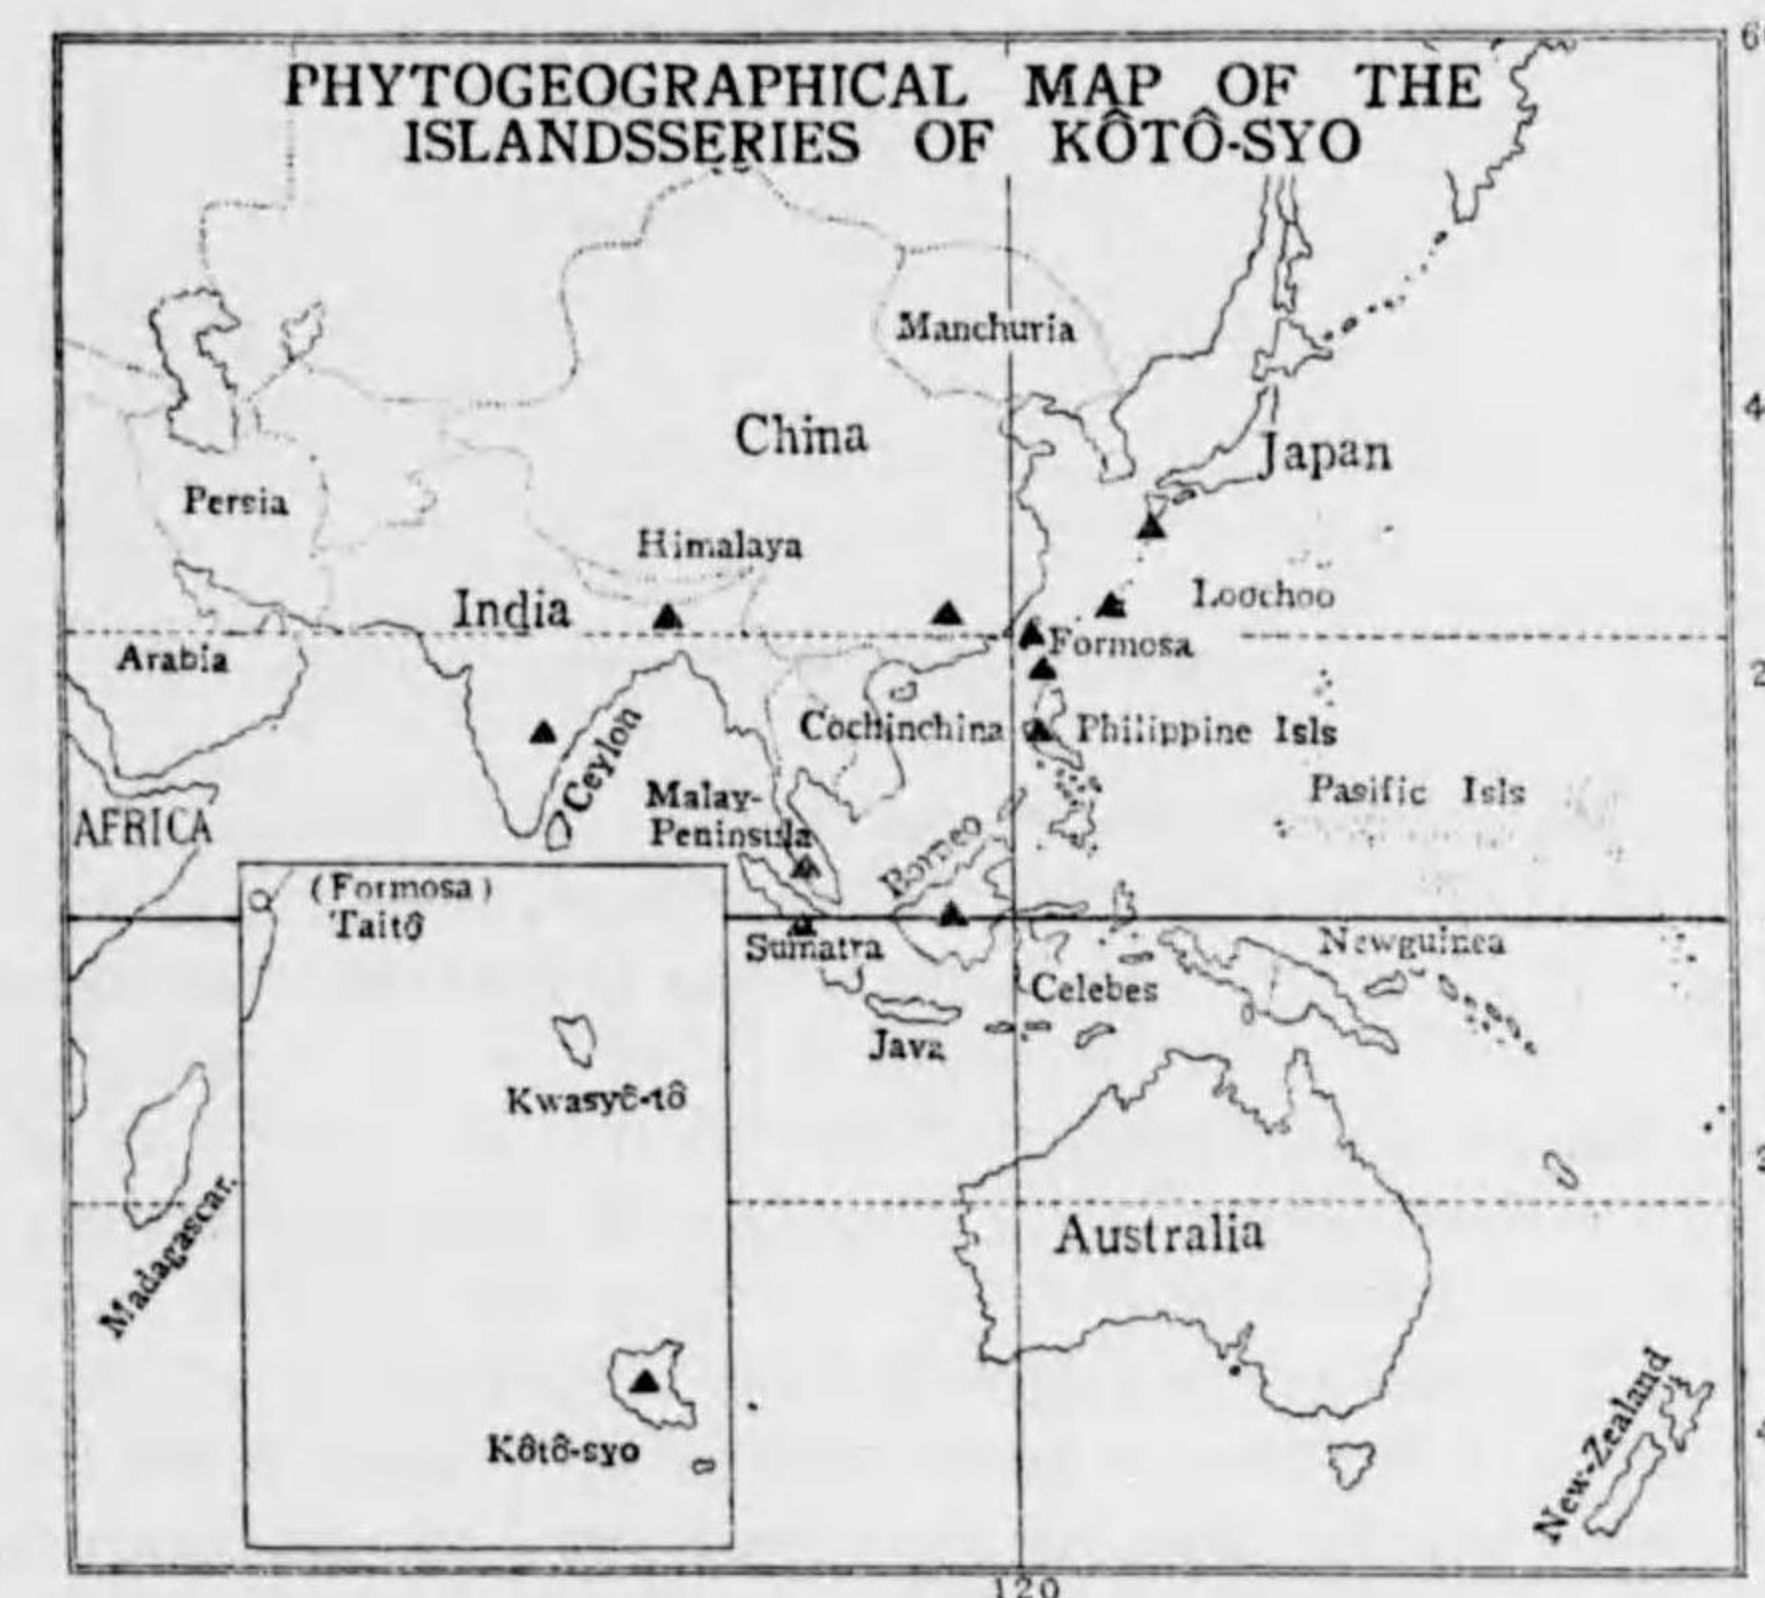 PHYTOGEOGRAPHICAL MAP OF THE
ISLANDSSERIES OF KÔTÔ-SYO
Manchuria
China
Japan
Persia
Himalaya
India
Loochoo
Arabia
Formosa
Ceylon
Cochinchina
Philippine Isls
Malay-
Peninsula
Pasific Isls
AFRICA
Borneo
(Formosa)
Taitô
Sumatra
Newguinea
Celebes
Java
Kwasyô-tô
Madagascar.
Australia
Kôtô-syo
New-Zealand
120